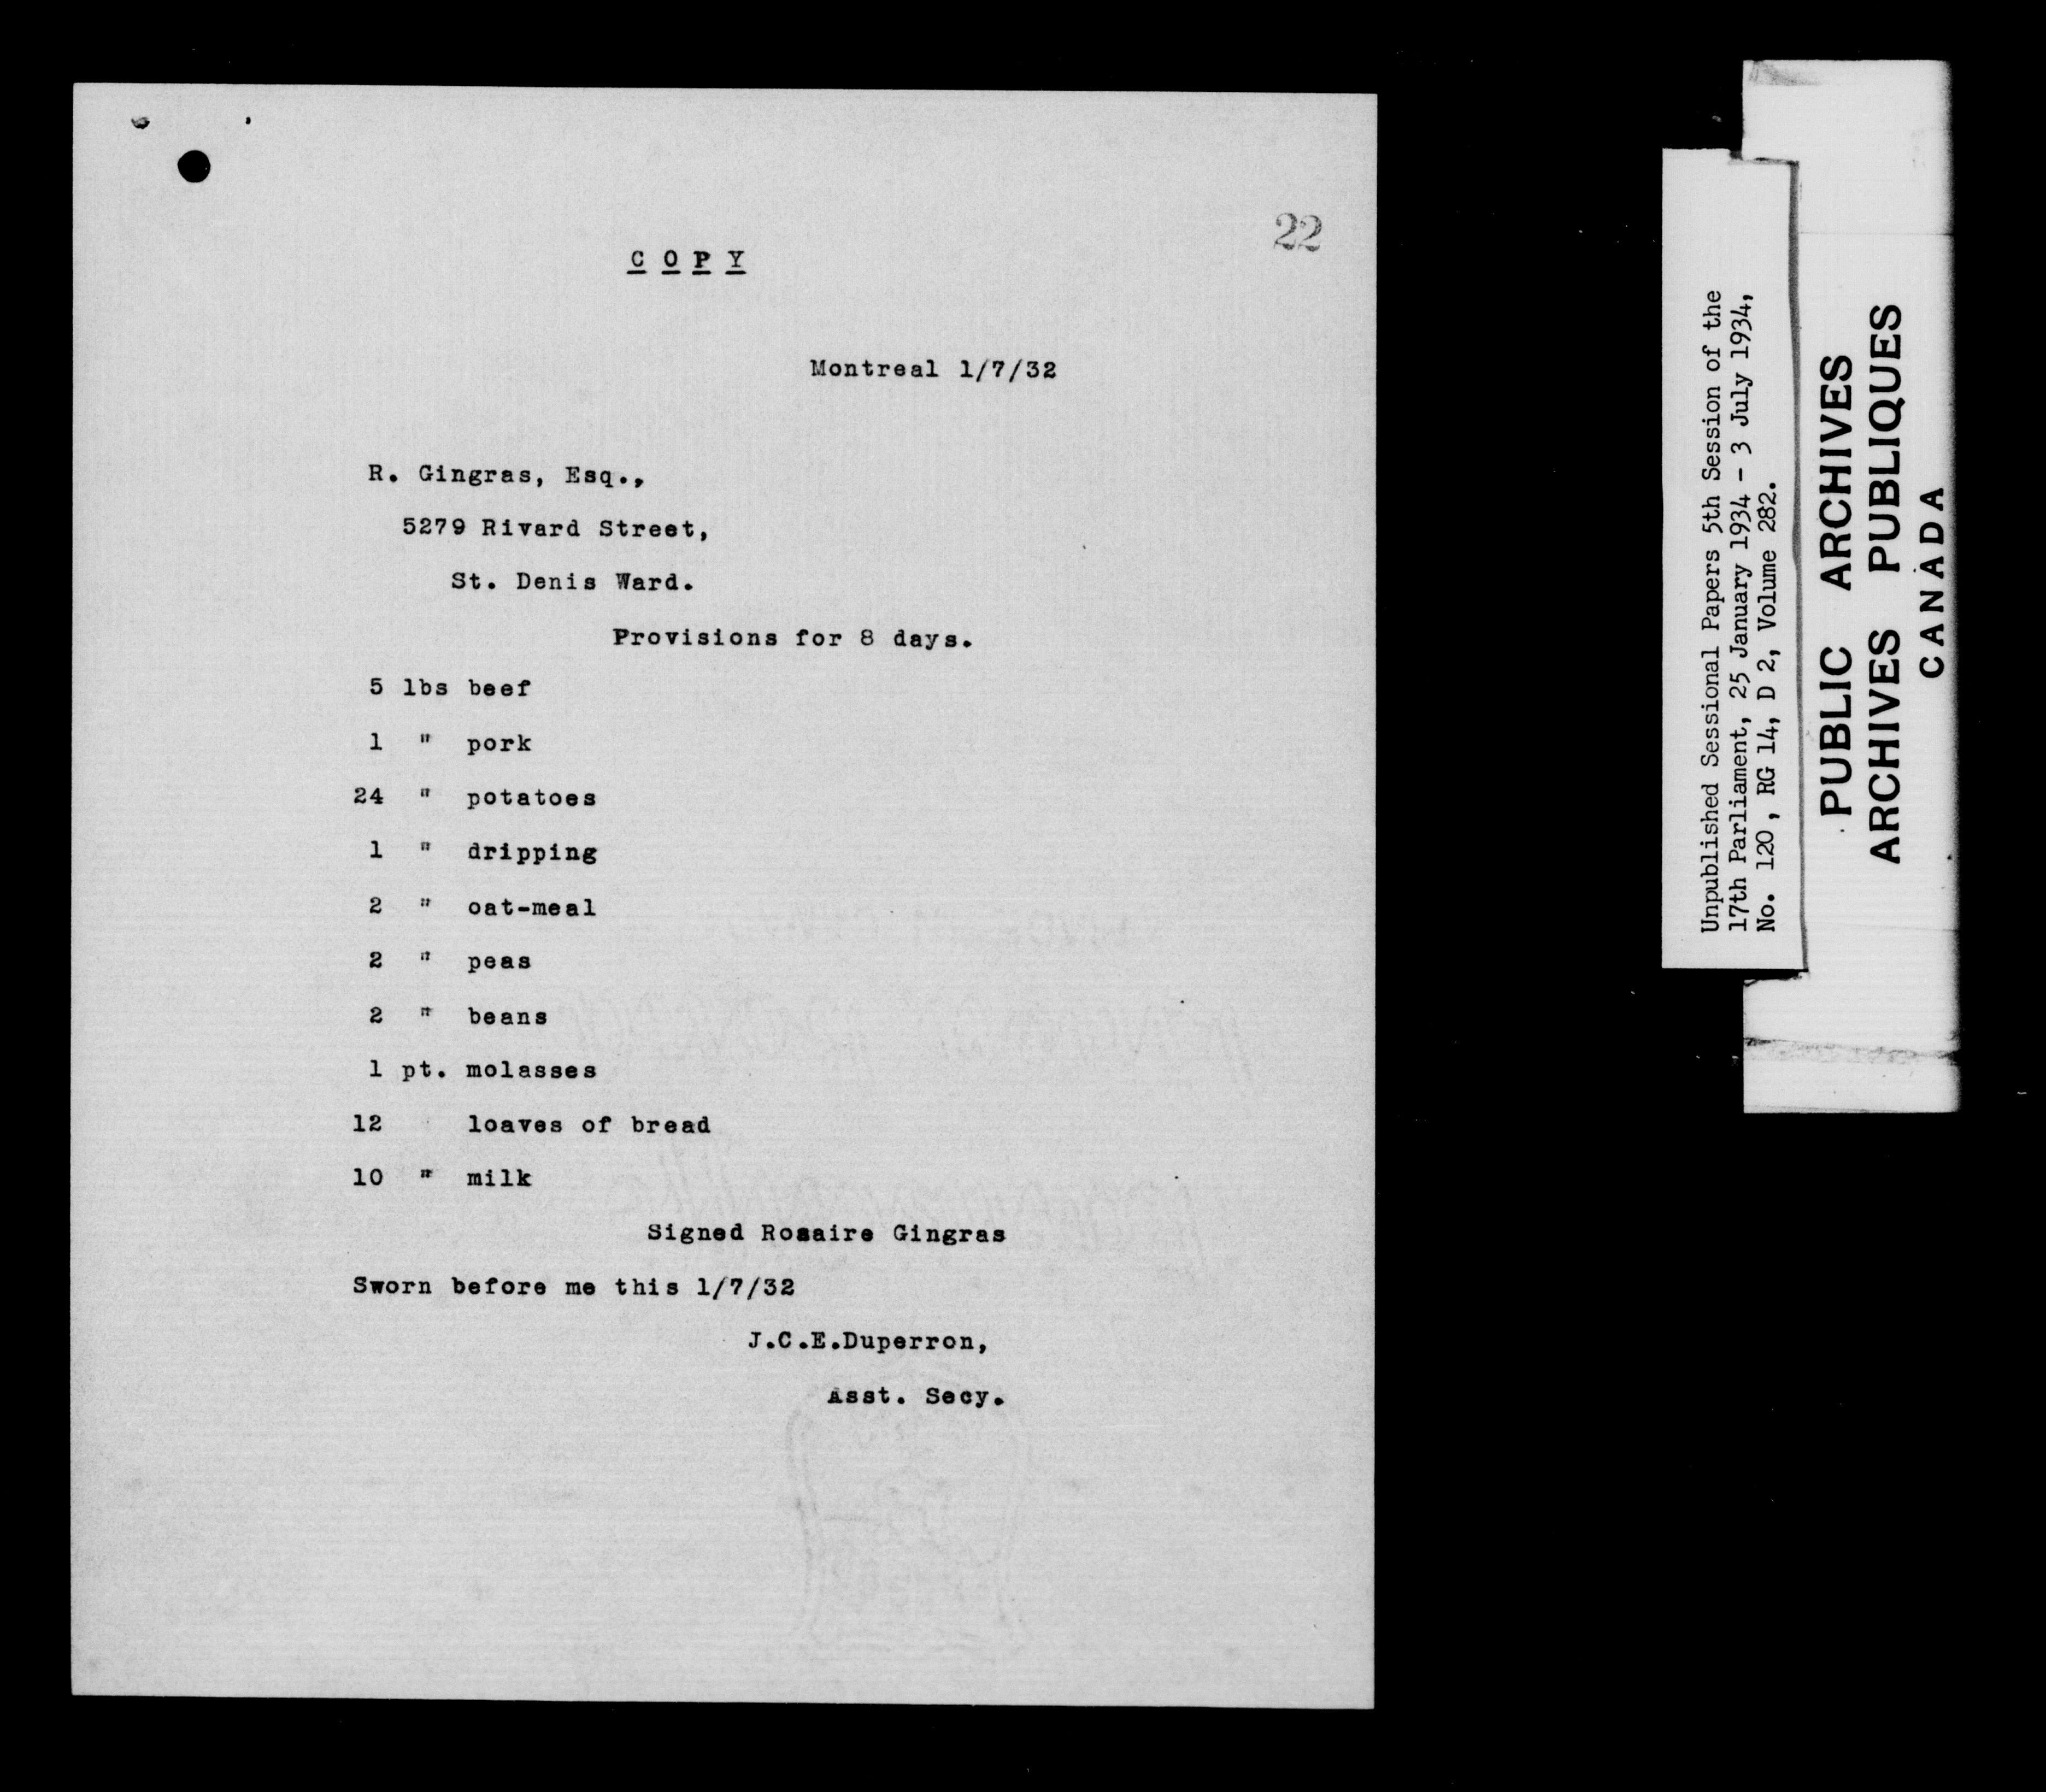 22
C O P Y
Montreal 1/7/32
R. Gingras, Esq.,
5279 Rivard Street,
St. Denis Ward.
Provisions for 8 days.
5 lbs beef
1 " pork
24 " potatoes
1 " dripping
2 " oat-meal
2 " peas
2 " beans
1 pt. molasses
12 loaves of bread
10 " milk
Signed Rosaire Gingras
Sworn before me this 1/7/32
J.C.E.Duperron,
Asst. Secy.
Unpublished Sessional Papers 5th Session of the
17th Parliament, 25 January 1934 - 3 July 1934,
No. 120, RG 14, D 2, Volume 282.
PUBLIC ARCHIVES
ARCHIVES PUBLIQUES
CANADA